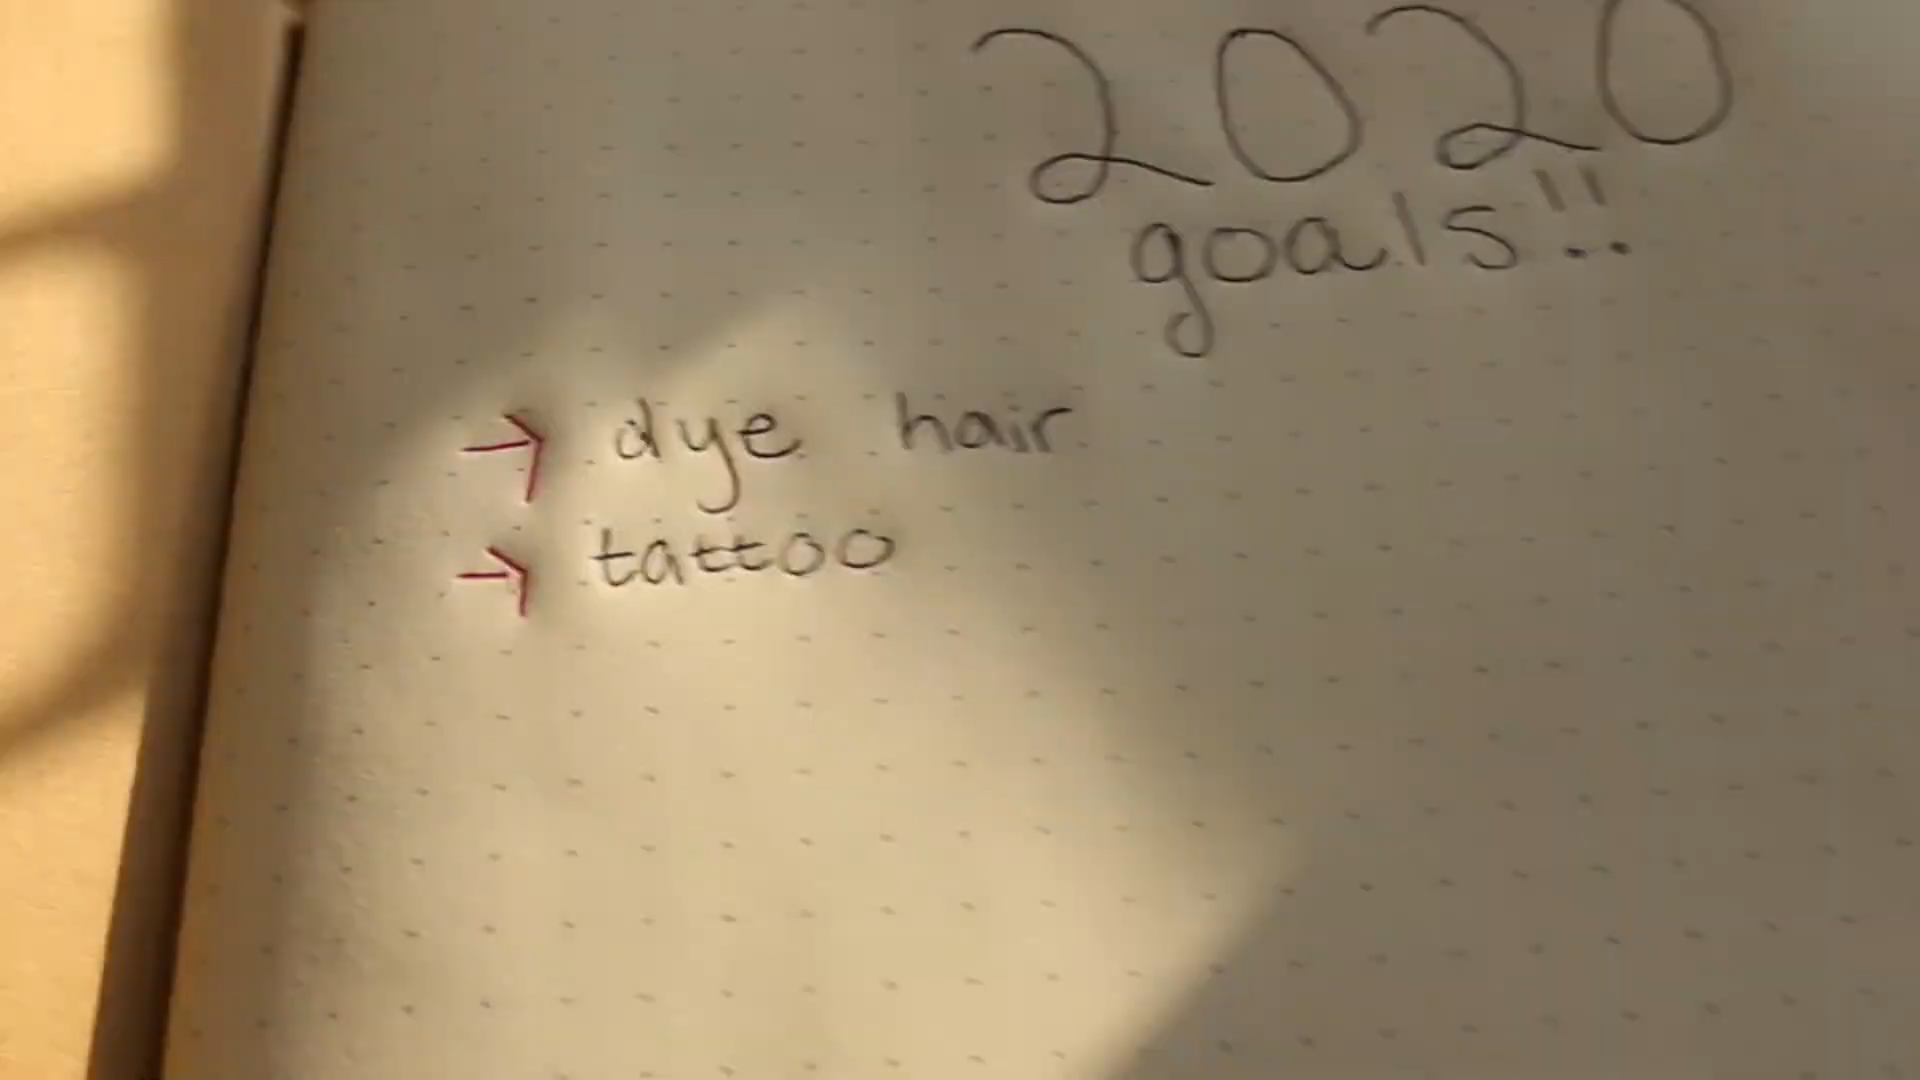 2020
goals!!
→ dye hair
→ tattoo